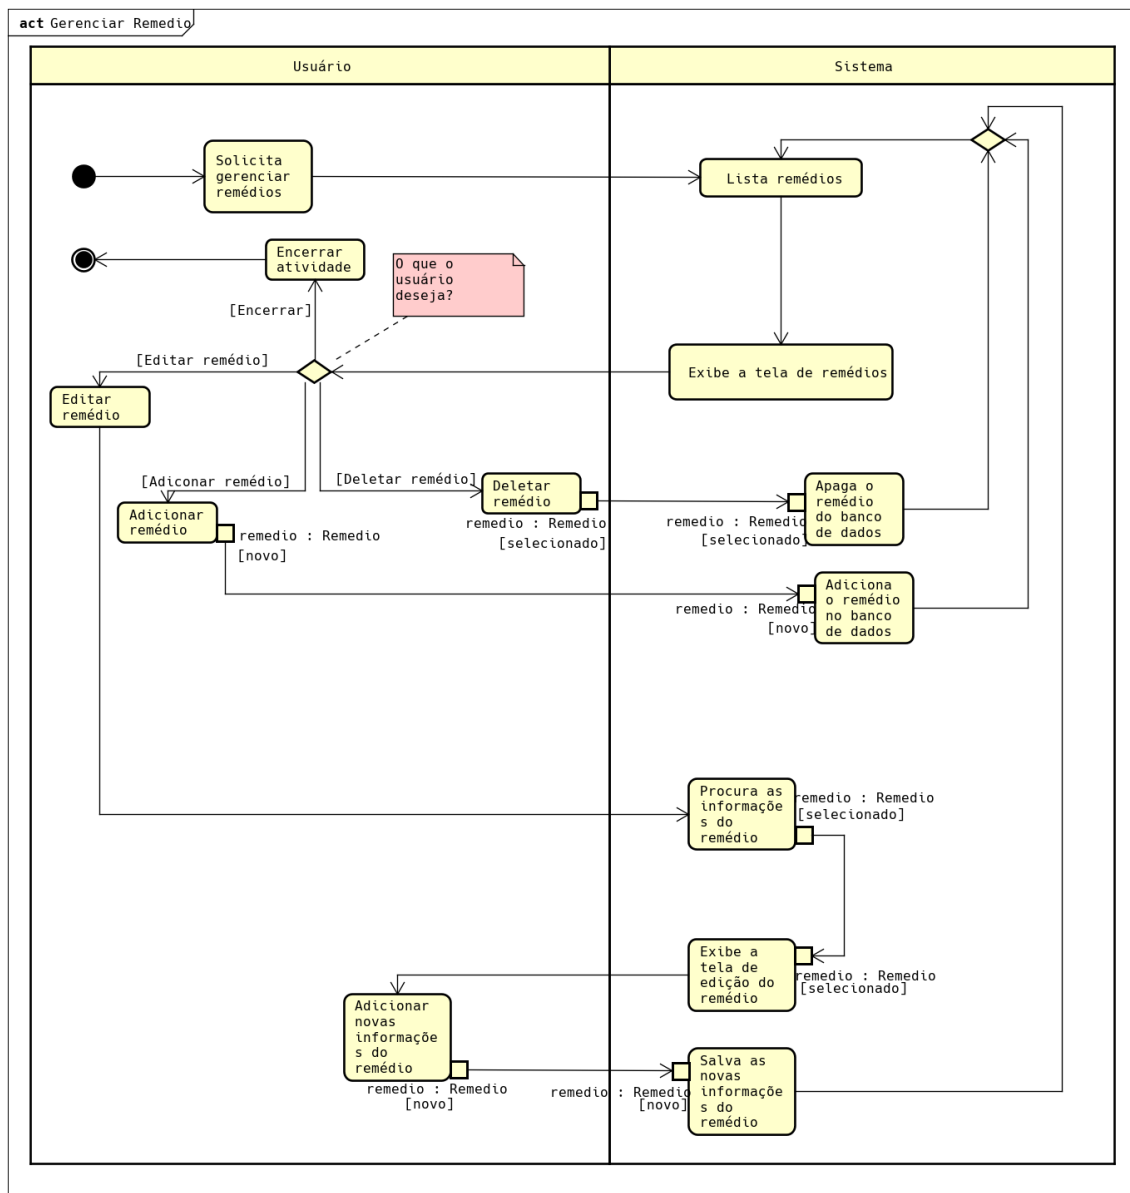 act Gerenciar Remedio
Usuário
Sistema
Solicita
gerenciar
remédios
Lista remédios
Encerrar
atividade
O que o
usuário
deseja?
[Encerrar]
[Editar remédio]
Exibe a tela de remédios
Editar
remédio
[Adiconar remédio]
[Deletar remédio]
Deletar
remédio
remedio : Remedio
[selecionado]
remedio : Remedio
[selecionado]
Apaga o
remédio
do banco
de dados
Adicionar
remédio
remedio : Remedio
[novo]
Adiciona
o remédio
no banco
de dados
remedio : Remedio
[novo]
Procura as
informaçõe
s do
remédio
remedio : Remedio
[selecionado]
Exibe a
tela de
edição do
remédio
remedio : Remedio
[selecionado]
Adicionar
novas
informaçõe
s do
remédio
remedio : Remedio
[novo]
remedio : Remedio
[novo]
Salva as
novas
informaçõe
s do
remédio